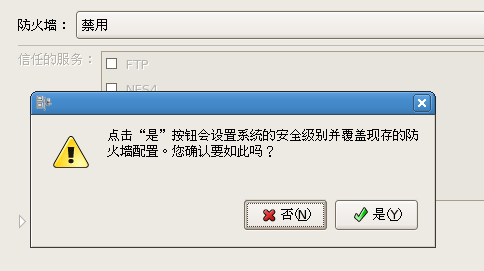 防火墙： 禁用
信任的服务： FTP
NFS4
点击“是”按钮会设置系统的安全级别并覆盖现存的防
火墙配置。您确认要如此吗？
否(N) 是(Y)